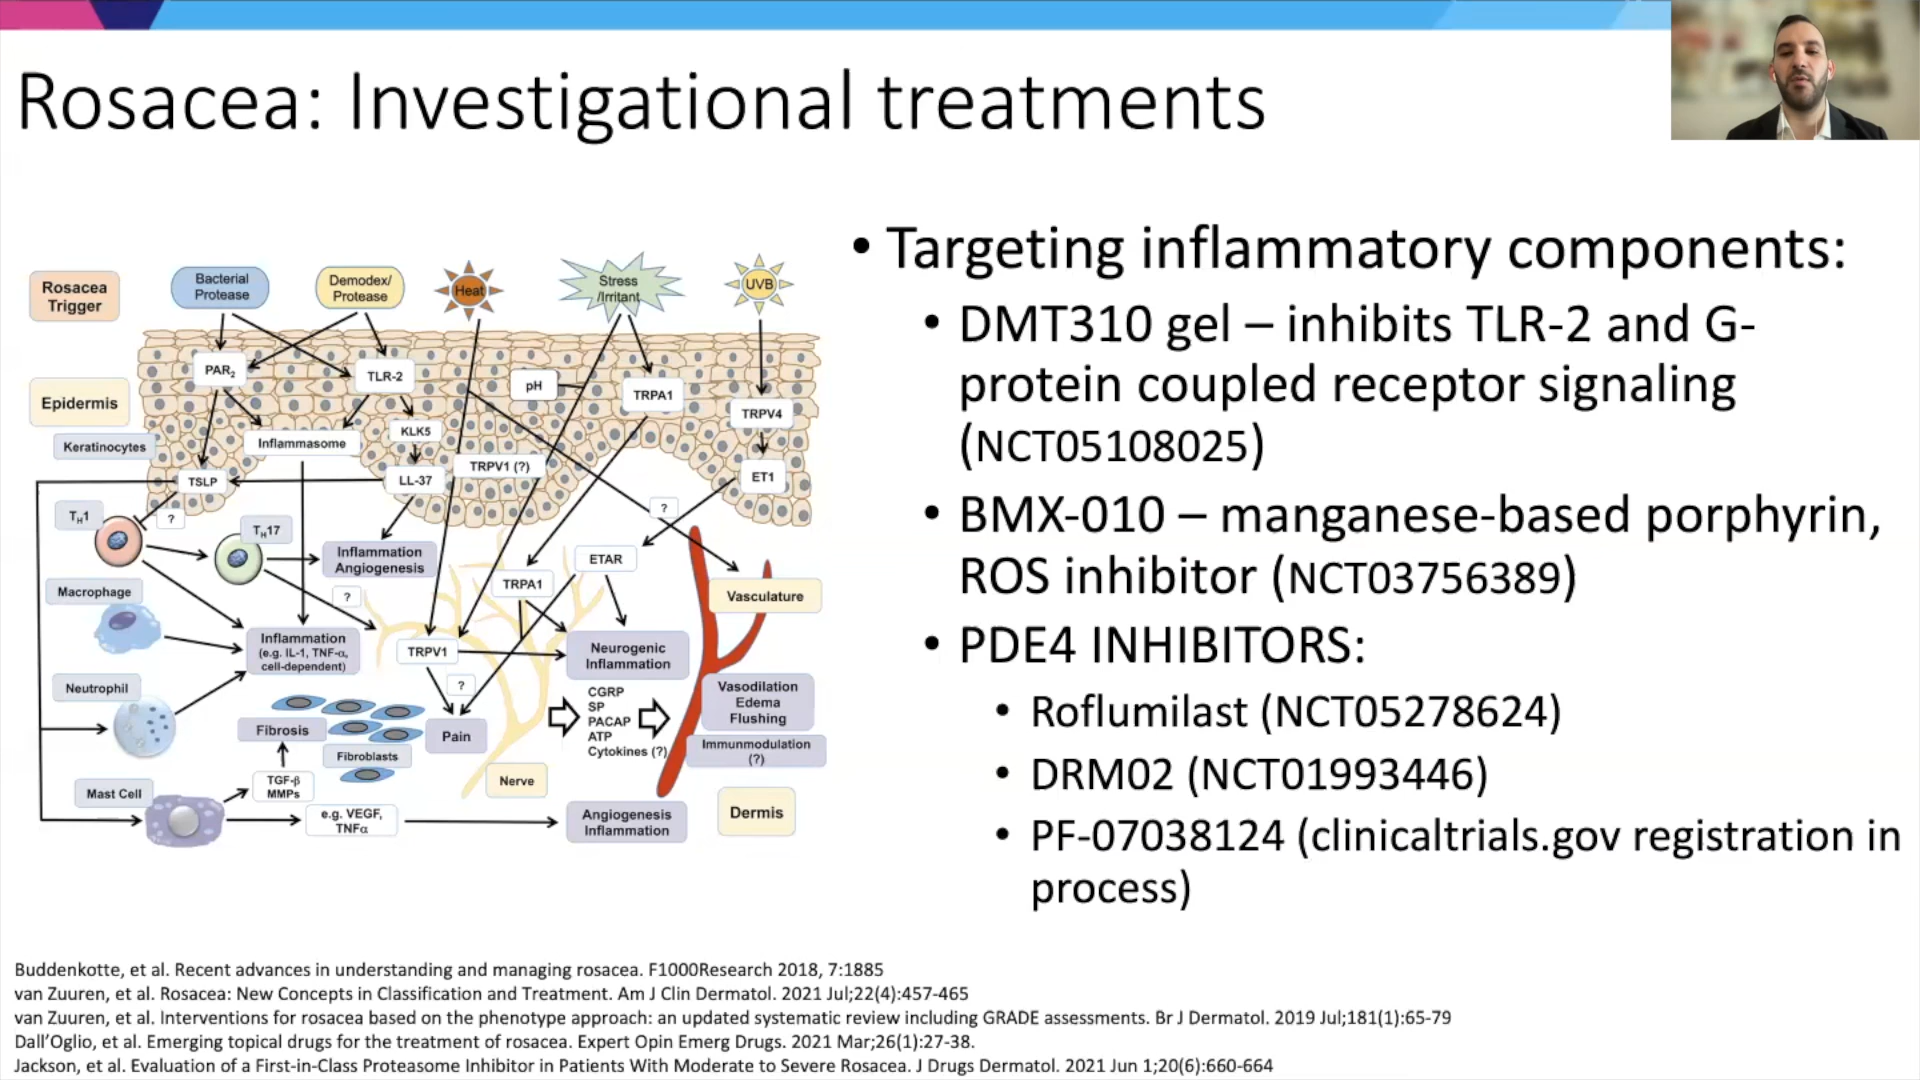 Rosacea: Investigational treatments
Rosacea
Trigger
Bacterial
Protease
Demodex/
Protease
Heat
Stress
/Irritant
UVB
PAR2
TLR-2
pH
TRPA1
TRPV4
Epidermis
Keratinocytes
Inflammasome
KLK5
TRPV1 (?)
TSLP
LL-37
ET1
TH1
?
TH17
?
Inflammation
Angiogenesis
ETAR
TRPA1
Macrophage
?
Vasculature
Inflammation
(e.g. IL-1, TNF-α,
cell-dependent)
TRPV1
Neurogenic
Inflammation
Neutrophil
?
CGRP
SP
PACAP
ATP
Cytokines (?)
Vasodilation
Edema
Flushing
Fibrosis
Pain
Immunmodulation
(?)
Fibroblasts
Nerve
Mast Cell
TGF-β
MMPs
e.g. VEGF,
TNFα
Angiogenesis
Inflammation
Dermis
• Targeting inflammatory components:
• DMT310 gel – inhibits TLR-2 and G-
protein coupled receptor signaling
(NCT05108025)
• BMX-010 – manganese-based porphyrin,
ROS inhibitor (NCT03756389)
• PDE4 INHIBITORS:
• Roflumilast (NCT05278624)
• DRM02 (NCT01993446)
• PF-07038124 (clinicaltrials.gov registration in
process)
Buddenkotte, et al. Recent advances in understanding and managing rosacea. F1000Research 2018, 7:1885
van Zuuren, et al. Rosacea: New Concepts in Classification and Treatment. Am J Clin Dermatol. 2021 Jul;22(4):457-465
van Zuuren, et al. Interventions for rosacea based on the phenotype approach: an updated systematic review including GRADE assessments. Br J Dermatol. 2019 Jul;181(1):65-79
Dall’Oglio, et al. Emerging topical drugs for the treatment of rosacea. Expert Opin Emerg Drugs. 2021 Mar;26(1):27-38.
Jackson, et al. Evaluation of a First-in-Class Proteasome Inhibitor in Patients With Moderate to Severe Rosacea. J Drugs Dermatol. 2021 Jun 1;20(6):660-664